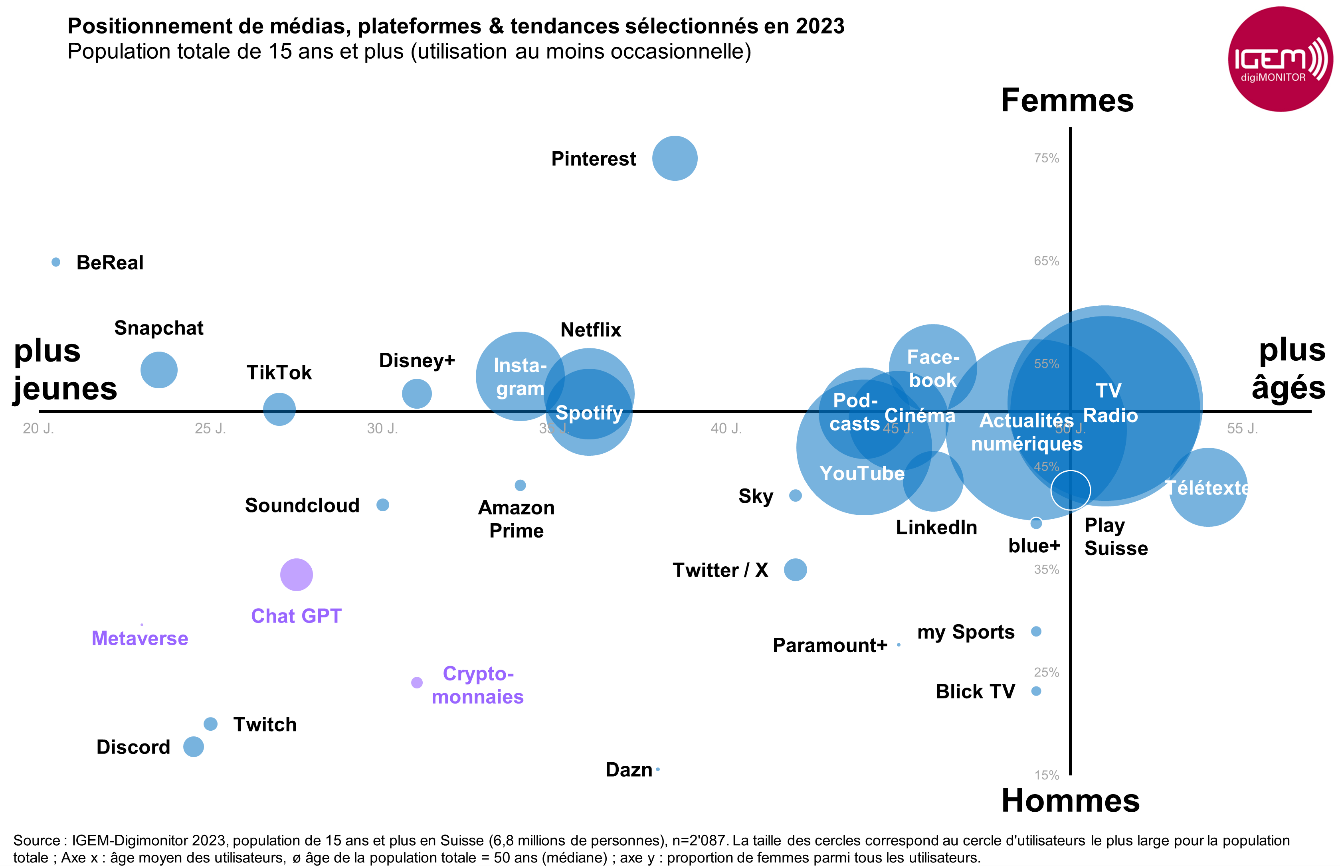 Positionnement de médias, plateformes & tendances sélectionnés en 2023
Population totale de 15 ans et plus (utilisation au moins occasionnelle)
IGEM
digiMONITOR
Femmes
75%
Pinterest
65%
BeReal
Snapchat
Netflix
plus
jeunes
TikTok
Disney+
Insta-
gram
Spotify
Face-
book
55%
plus
âgés
Pod-
casts
Cinéma
TV
Radio
Actualités
numériques
20 J.
25 J.
30 J.
35 J.
40 J.
45 J.
50 J.
55 J.
45%
YouTube
Télétexte
Soundcloud
Amazon
Prime
Sky
LinkedIn
blue+
Play
Suisse
Twitter / X
35%
Chat GPT
Metaverse
Paramount+
my Sports
25%
Crypto-
monnaies
Blick TV
Twitch
Discord
Dazn
15%
Hommes
Source : IGEM-Digimonitor 2023, population de 15 ans et plus en Suisse (6,8 millions de personnes), n=2'087. La taille des cercles correspond au cercle d'utilisateurs le plus large pour la population
totale ; Axe x : âge moyen des utilisateurs, ø âge de la population totale = 50 ans (médiane) ; axe y : proportion de femmes parmi tous les utilisateurs.